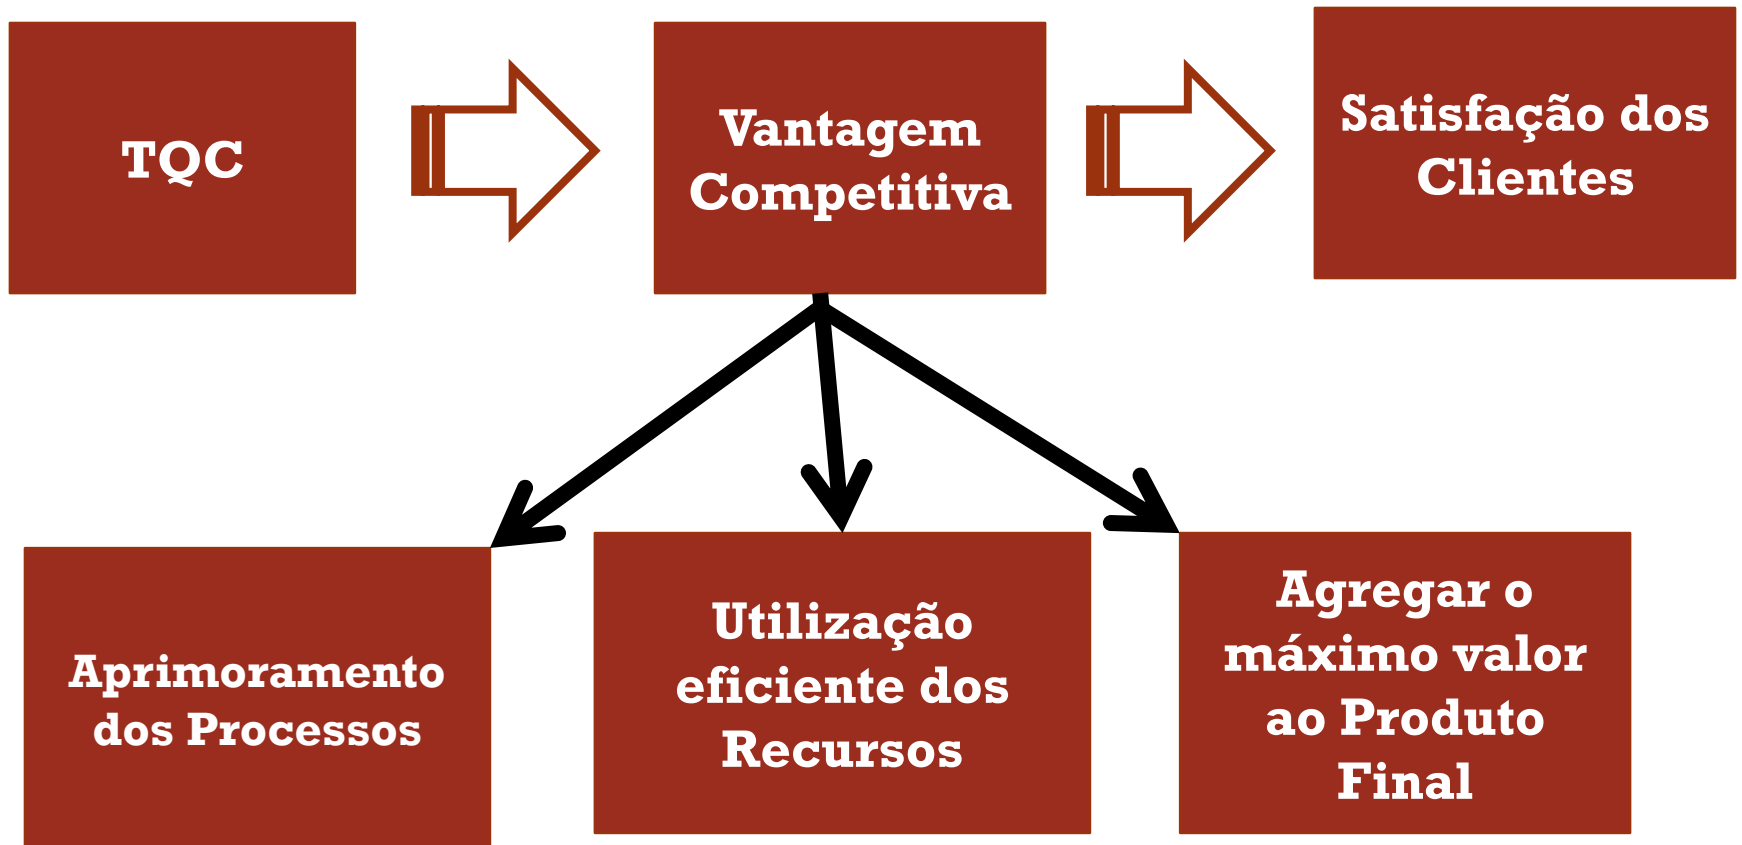 TQC
Vantagem
Competitiva
Satisfação dos
Clientes
Aprimoramento
dos Processos
Utilização
eficiente dos
Recursos
Agregar o
máximo valor
ao Produto
Final